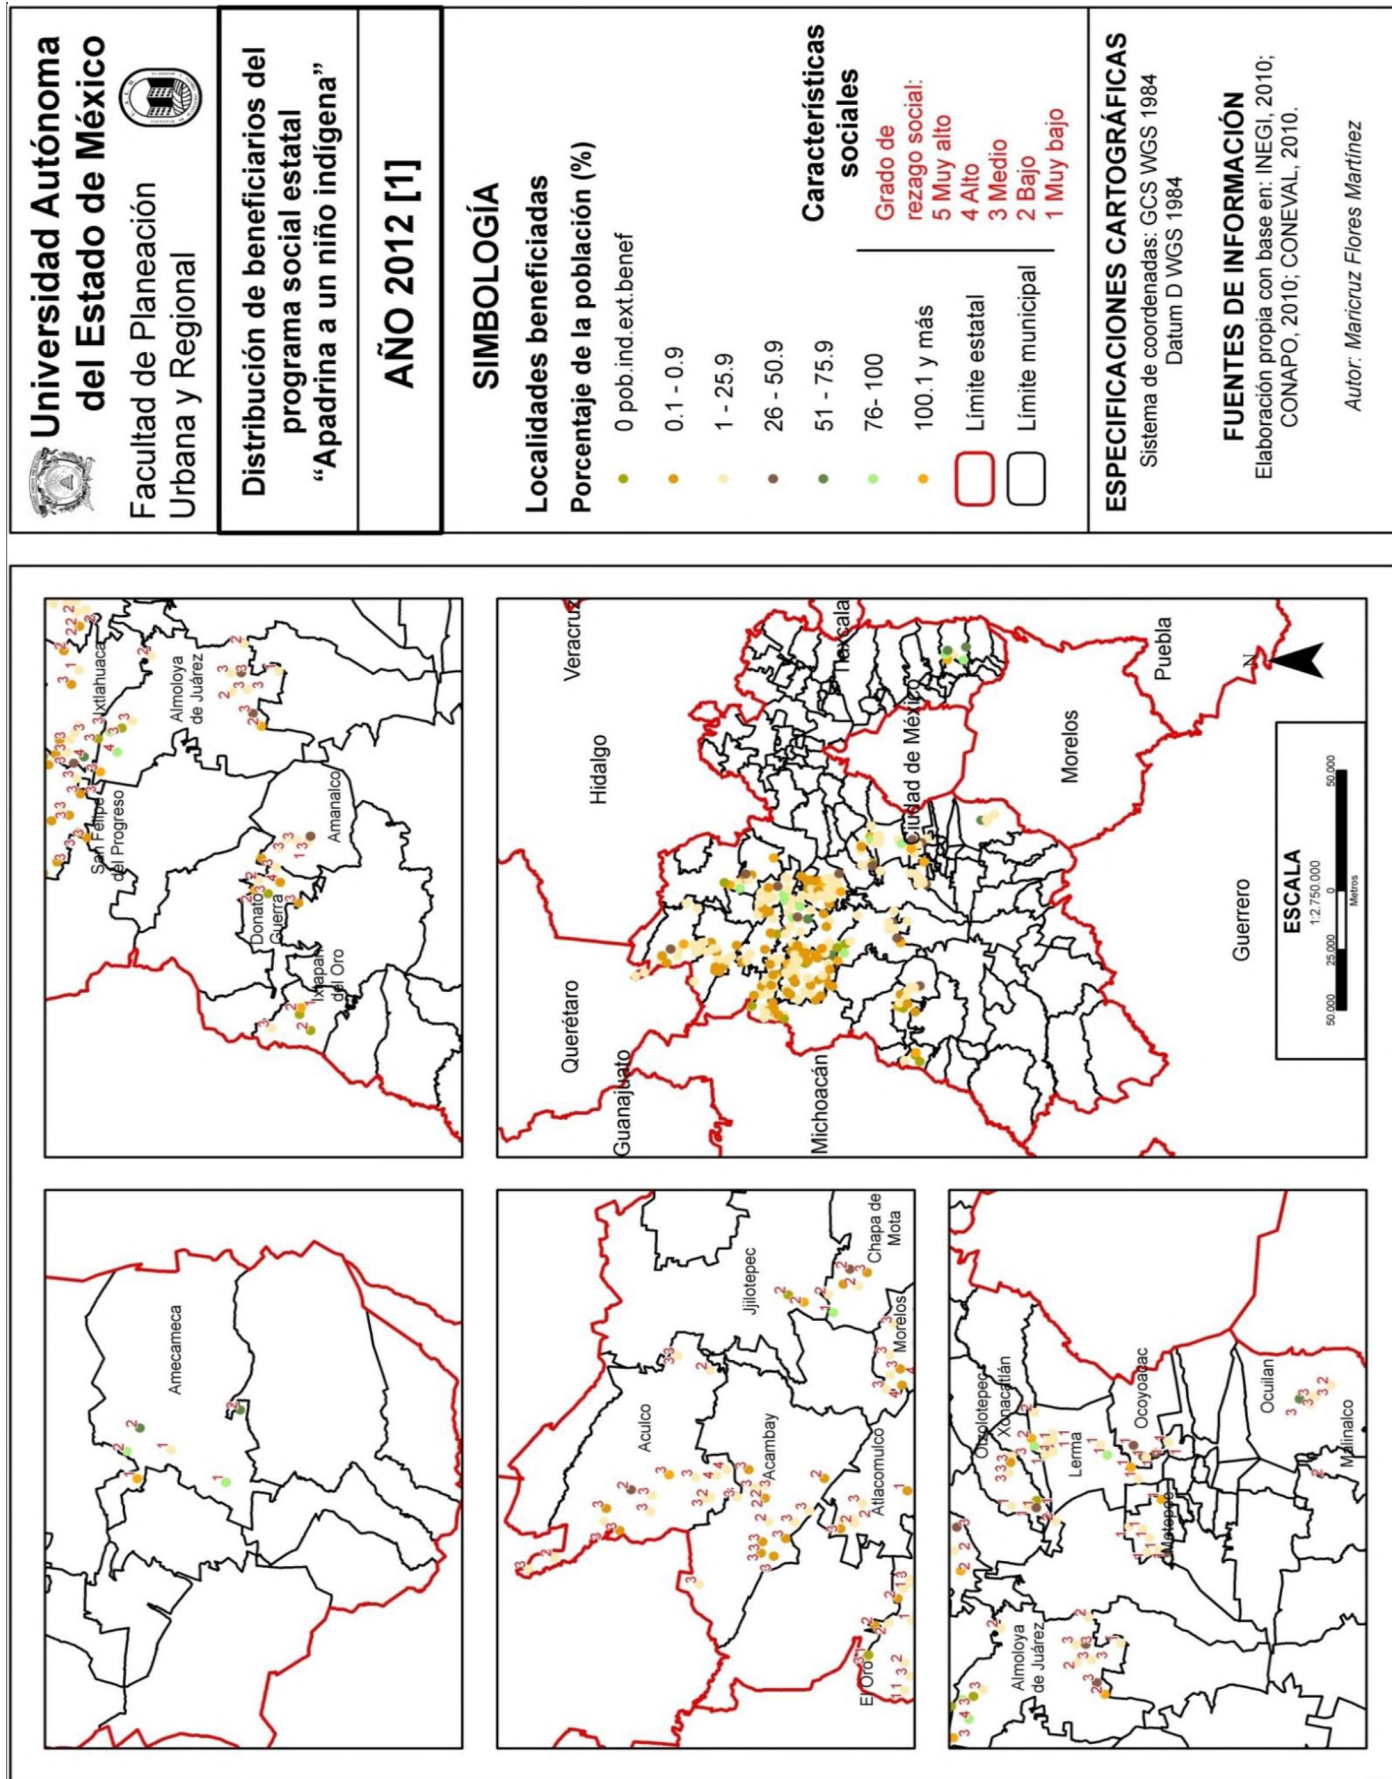 Universidad Autónoma
del Estado de México
Facultad de Planeación
Urbana y Regional
Distribución de beneficiarios del
programa social estatal
“Apadrina a un niño indígena”
AÑO 2012 [1]
SIMBOLOGÍA
Localidades beneficiadas
Porcentaje de la población (%)
0 pob.ind.ext.benef
0.1 - 0.9
1 - 25.9
26 - 50.9
51 - 75.9
76- 100
100.1 y más
Límite estatal
Límite municipal
Características
sociales
Grado de
rezago social:
5 Muy alto
4 Alto
3 Medio
2 Bajo
1 Muy bajo
ESPECIFICACIONES CARTOGRÁFICAS
Sistema de coordenadas: GCS WGS 1984
Datum D WGS 1984
FUENTES DE INFORMACIÓN
Elaboración propia con base en: INEGI, 2010;
CONAPO, 2010; CONEVAL, 2010.
Autor: Maricruz Flores Martínez
Amecameca
San Felipe
del Progreso
Ixtlahuaca
Almoloya
de Juárez
Donato
Guerra
Amanalco
Ixtapan
del Oro
Aculco
Jjilotepec
Acambay
Chapa de
Mota
Morelos
Atlacomulco
El Oro
Querétaro
Hidalgo
Veracruz
Guanajuato
Michoacán
Tlaxcala
Ciudad de México
Morelos
Puebla
Guerrero
N
ESCALA
1:2.750.000
50.000 25.000 0 50.000
Metros
Otzolotepec
Xonacatlán
Lerma
Ocoyoacac
Metepec
Almoloya
de Juárez
Ocuilan
Malinalco